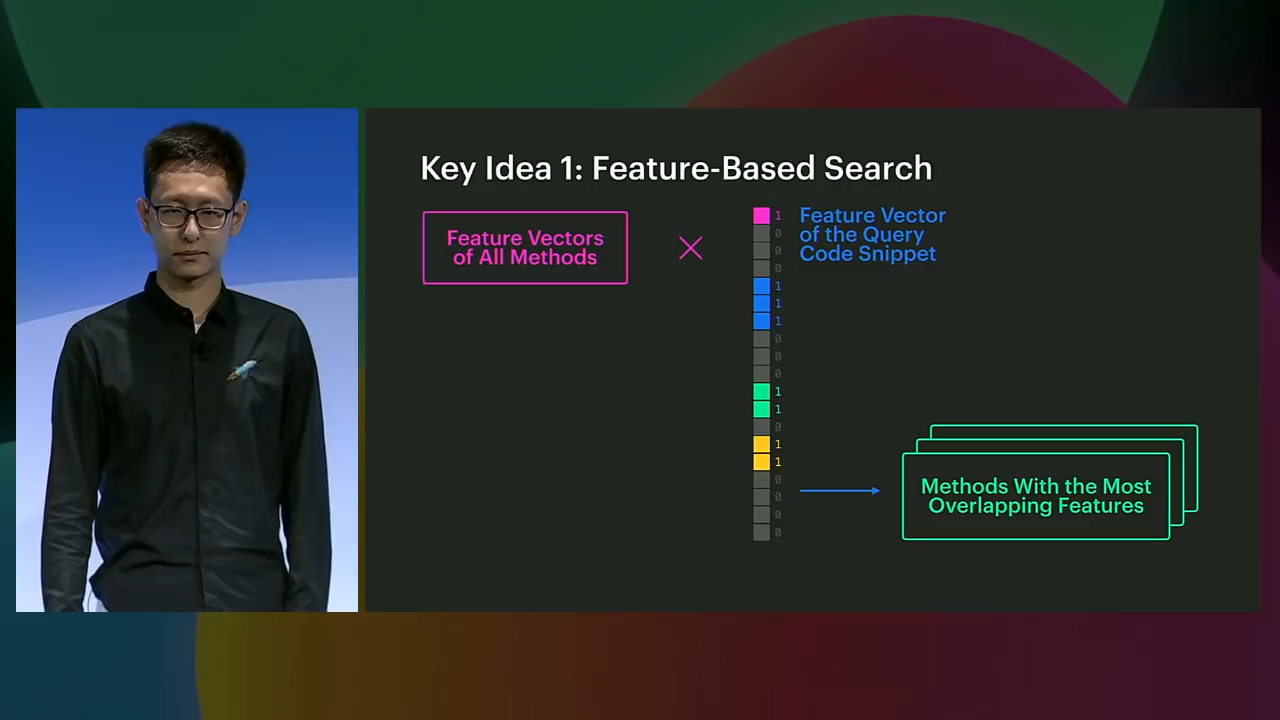 Key Idea 1: Feature-Based Search
Feature Vectors
of All Methods
1
0
0
0
1
1
1
0
0
0
1
1
0
1
1
0
0
0
0
Feature Vector
of the Query
Code Snippet
Methods With the Most
Overlapping Features